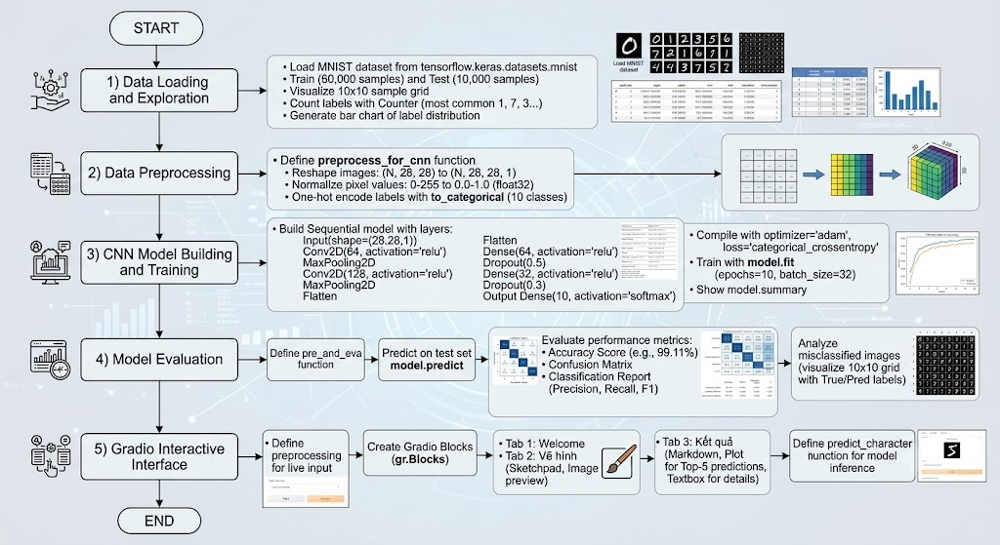 START
1) Data Loading
and Exploration
• Load MNIST dataset from tensorflow.keras.datasets.mnist
• Train (60,000 samples) and Test (10,000 samples)
• Visualize 10x10 sample grid
• Count labels with Counter (most common 1, 7, 3...)
• Generate bar chart of label distribution
Load MNIST
dataset
2) Data Preprocessing
• Define preprocess_for_cnn function
• Reshape images: (N, 28, 28) to (N, 28, 28, 1)
• Normalize pixel values: 0-255 to 0.0-1.0 (float32)
• One-hot encode labels with to_categorical (10 classes)
3) CNN Model Building
and Training
• Build Sequential model with layers:
Input(shape=(28.28,1))
Conv2D(64, activation='relu')
MaxPooling2D
Conv2D(128, activation='relu')
MaxPooling2D
Flatten
Flatten
Dense(64, activation='relu')
Dropout(0.5)
Dense(32, activation='relu')
Dropout(0.3)
Output Dense(10, activation='softmax')
• Compile with optimizer='adam',
loss='categorical_crossentropy
• Train with model.fit
(epochs=10, batch_size=32)
• Show model.summary
4) Model Evaluation
Define pre_and_eva
function
Predict on test set
model.predict
Evaluate performance metrics:
• Accuracy Score (e.g., 99.11%)
• Confusion Matrix
• Classification Report
(Precision, Recall, F1)
Analyze
misclassified images
(visualize 10x10 grid
with True/Pred labels)
5) Gradio Interactive
Interface
• Define
preprocessing
for live input
Create Gradio Blocks
(gr.Blocks)
• Tab 1: Welcome
• Tab 2: Vẽ hình
(Sketchpad, Image
preview)
• Tab 3: Kết quả
(Markdown, Plot
for Top-5 predictions,
Textbox for details)
Define predict_character
function for model
inference
END